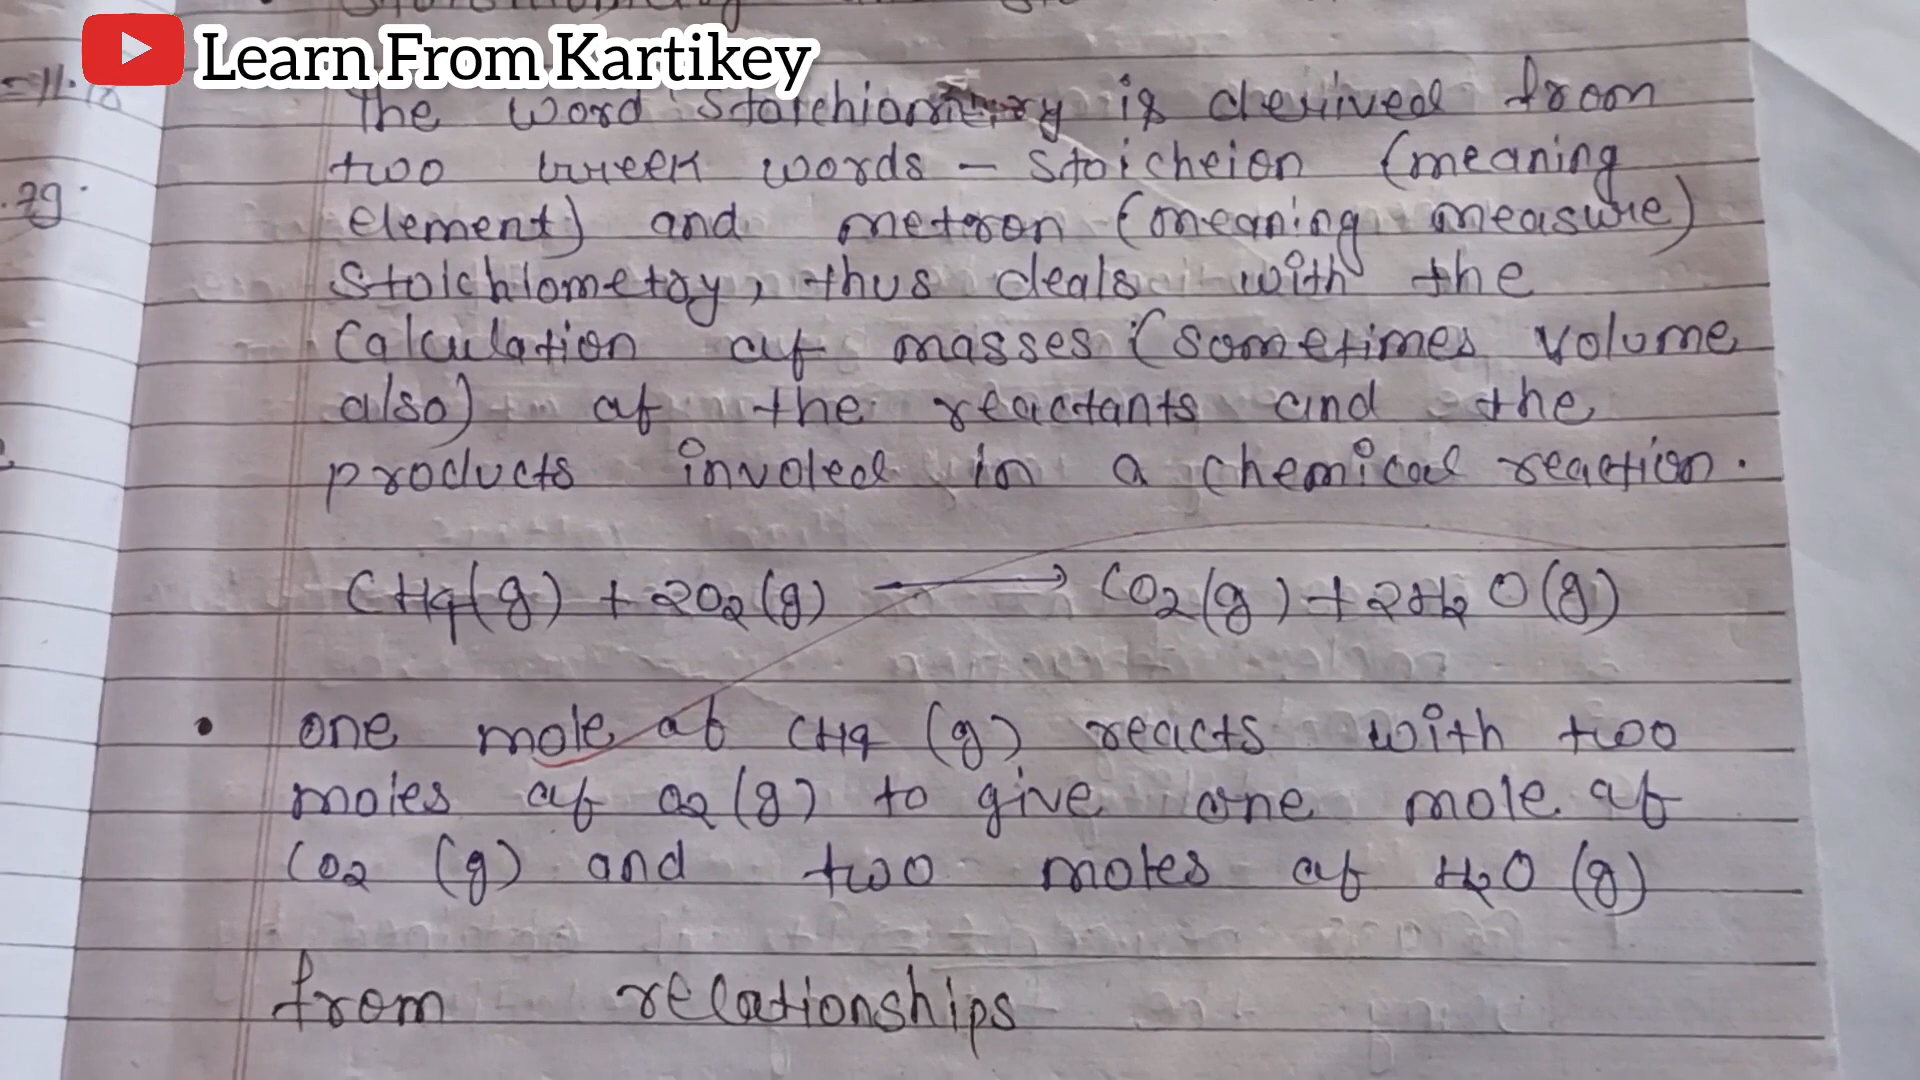 Learn From Kartikey
The word stoichiometry is derived from
two Greek words - stoicheion (meaning
element) and metron (meaning measure)
Stoichiometry, thus deals with the
Calculation of masses (sometimes volume
also) of the reactants and the
products involed in a chemical reaction.
CH4(g) + 2O2(g) ⟶ CO2(g) + 2H2O(g)
• one mole of CH4 (g) reacts with two
moles of O2(g) to give one mole of
CO2 (g) and two moles of H2O (g)
from relationships